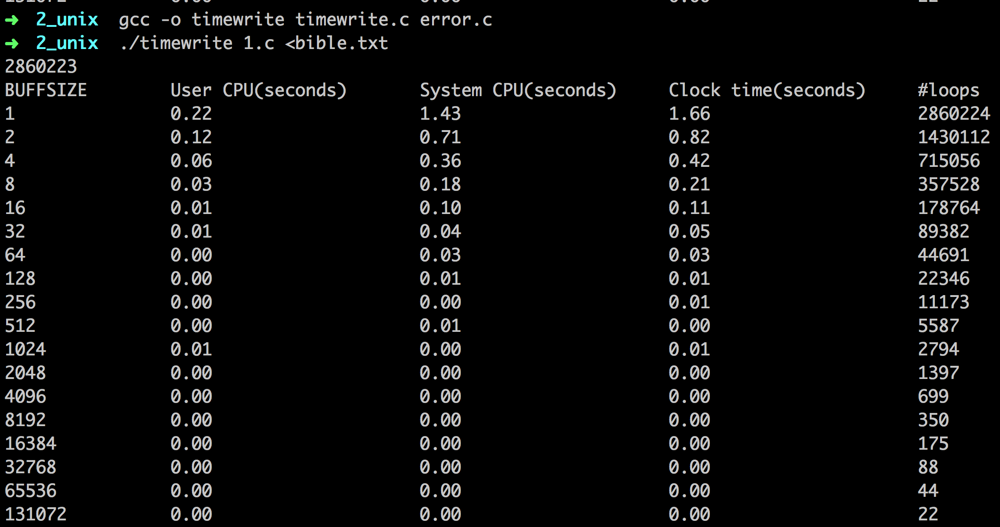 131072 0.00 0.00 0.00 22
➜ 2_unix gcc -o timewrite timewrite.c error.c
➜ 2_unix ./timewrite 1.c <bible.txt
2860223
BUFFSIZE User CPU(seconds) System CPU(seconds) Clock time(seconds) #loops
1 0.22 1.43 1.66 2860224
2 0.12 0.71 0.82 1430112
4 0.06 0.36 0.42 715056
8 0.03 0.18 0.21 357528
16 0.01 0.10 0.11 178764
32 0.01 0.04 0.05 89382
64 0.00 0.03 0.03 44691
128 0.00 0.01 0.01 22346
256 0.00 0.00 0.01 11173
512 0.00 0.01 0.00 5587
1024 0.01 0.00 0.01 2794
2048 0.00 0.00 0.00 1397
4096 0.00 0.00 0.00 699
8192 0.00 0.00 0.00 350
16384 0.00 0.00 0.00 175
32768 0.00 0.00 0.00 88
65536 0.00 0.00 0.00 44
131072 0.00 0.00 0.00 22